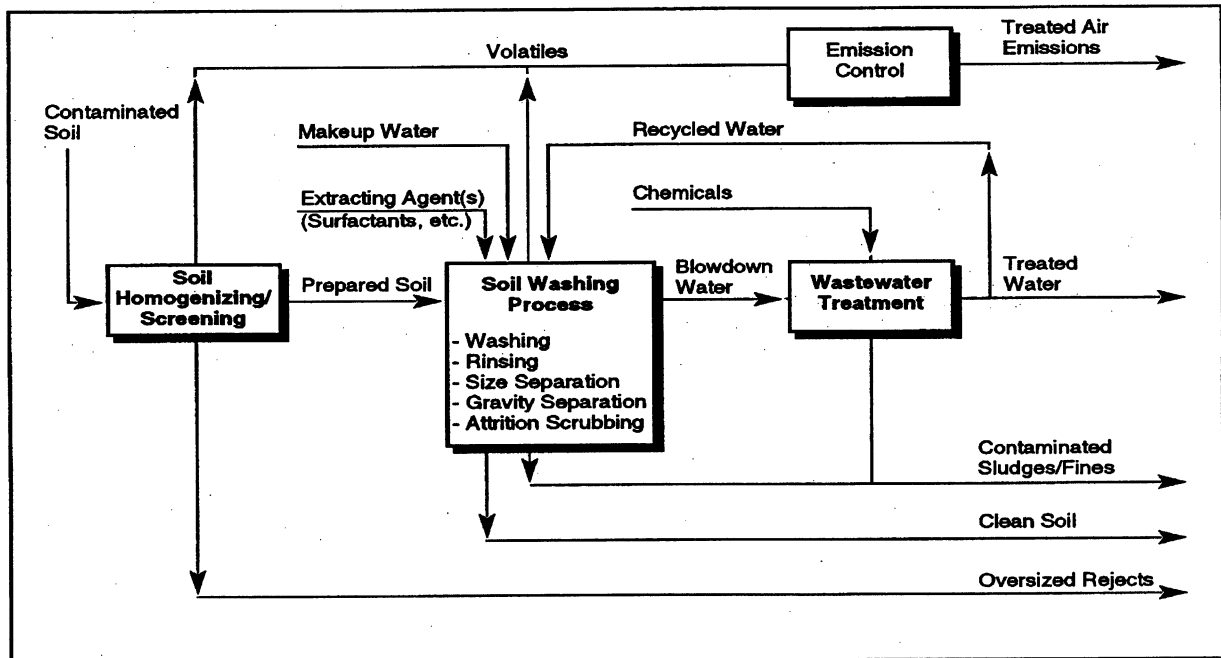 Treated Air
Emissions
Volatiles
Emission
Control
Contaminated
Soil
Makeup Water
Recycled Water
Extracting Agent(s)
(Surfactants, etc.)
Chemicals
Soil
Homogenizing/
Screening
Prepared Soil
Soil Washing
Process
- Washing
- Rinsing
- Size Separation
- Gravity Separation
- Attrition Scrubbing
Blowdown
Water
Wastewater
Treatment
Treated
Water
Contaminated
Sludges/Fines
Clean Soil
Oversized Rejects